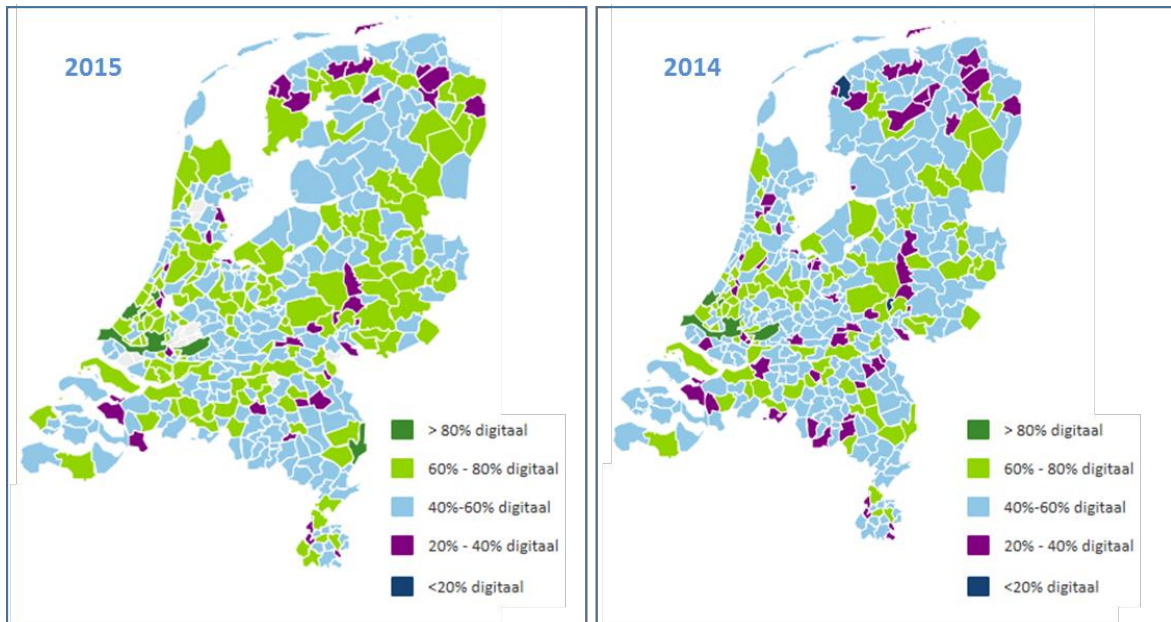 2015
> 80% digitaal
60% - 80% digitaal
40%-60% digitaal
20% - 40% digitaal
<20% digitaal
2014
> 80% digitaal
60% - 80% digitaal
40%-60% digitaal
20% - 40% digitaal
<20% digitaal